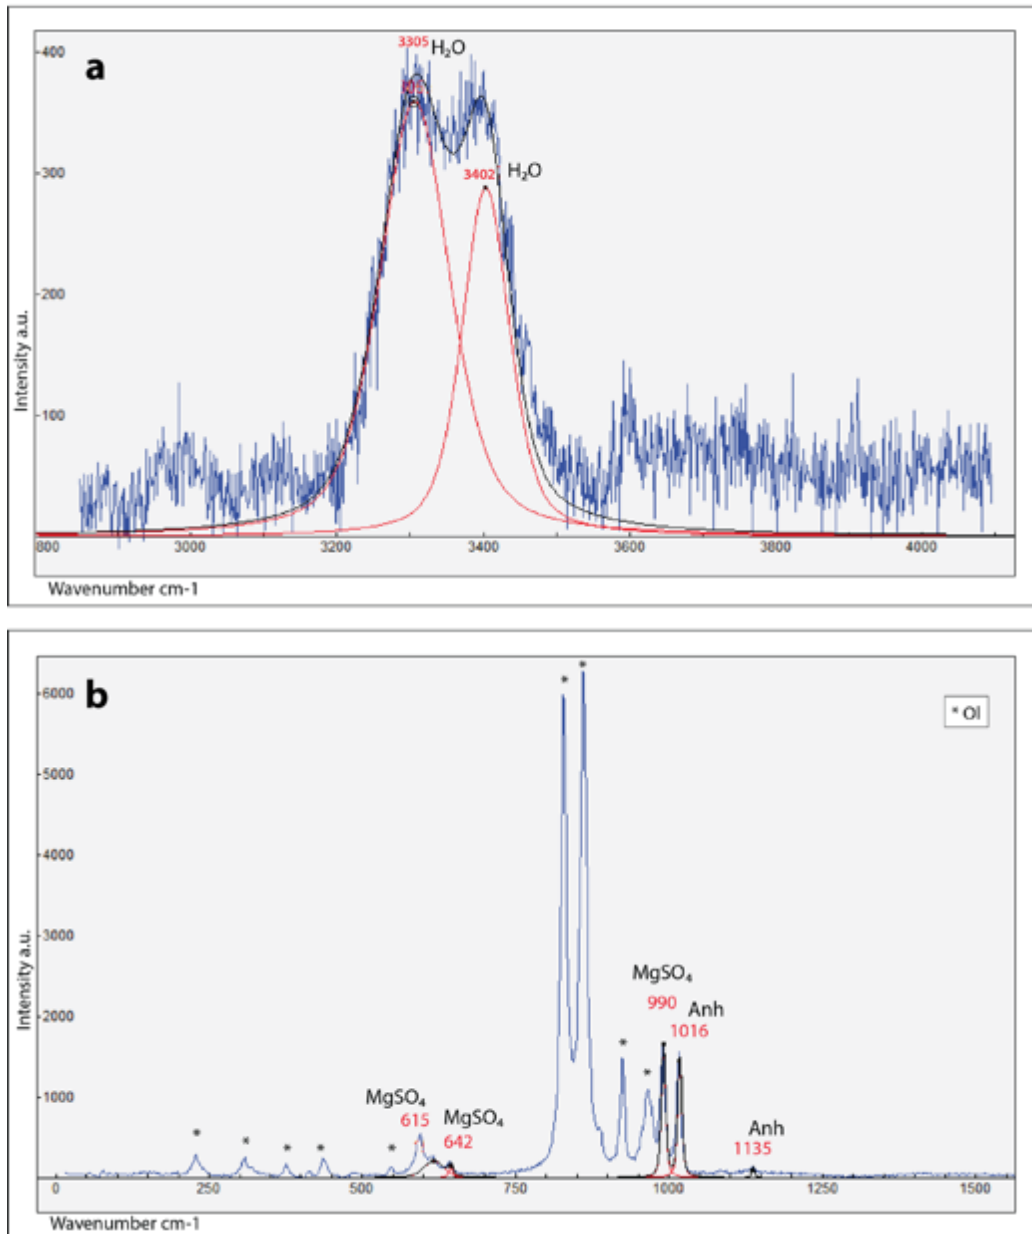 400
a
3305
H₂O
300
3402
H₂O
200
Intensity a.u.
100
800 3000 3200 3400 3600 3800 4000
Wavenumber cm-1
6000
b
* *
* Ol
5000
4000
3000
Intensity a.u.
MgSO₄
990
Anh
2000
1016
* *
MgSO₄
615
MgSO₄
642
1000
Anh
1135
* * * * *
0 250 500 750 1000 1250 1500
Wavenumber cm-1